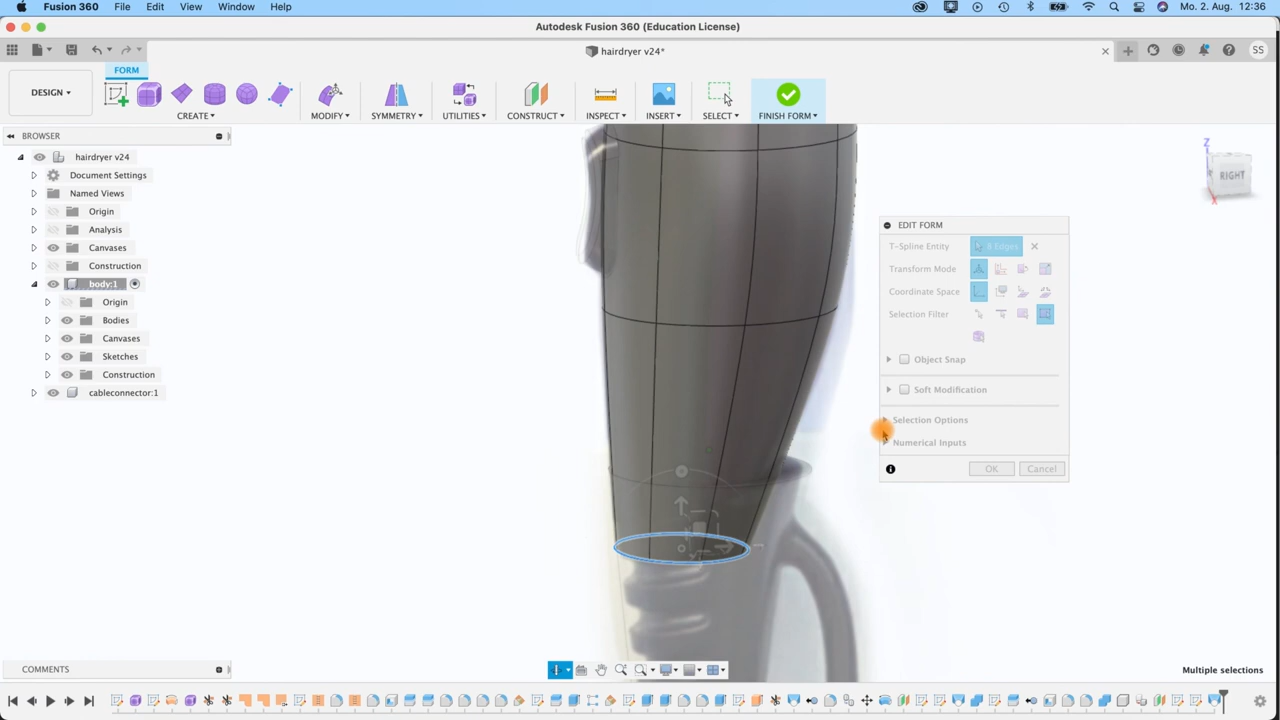 Fusion 360 File Edit View Window Help Mo. 2. Aug. 12:36
Autodesk Fusion 360 (Education License)
hairdryer v24*
SS
FORM
DESIGN
CREATE
MODIFY
SYMMETRY
UTILITIES
CONSTRUCT
INSPECT
INSERT
SELECT
FINISH FORM
BROWSER
hairdryer v24
Document Settings
Named Views
Origin
Analysis
Canvases
Construction
body:1
Origin
Bodies
Canvases
Sketches
Construction
cableconnector:1
Z
RIGHT
X
EDIT FORM
T-Spline Entity 8 Edges
Transform Mode
Coordinate Space
Selection Filter
Object Snap
Soft Modification
Selection Options
Numerical Inputs
OK Cancel
COMMENTS
Multiple selections